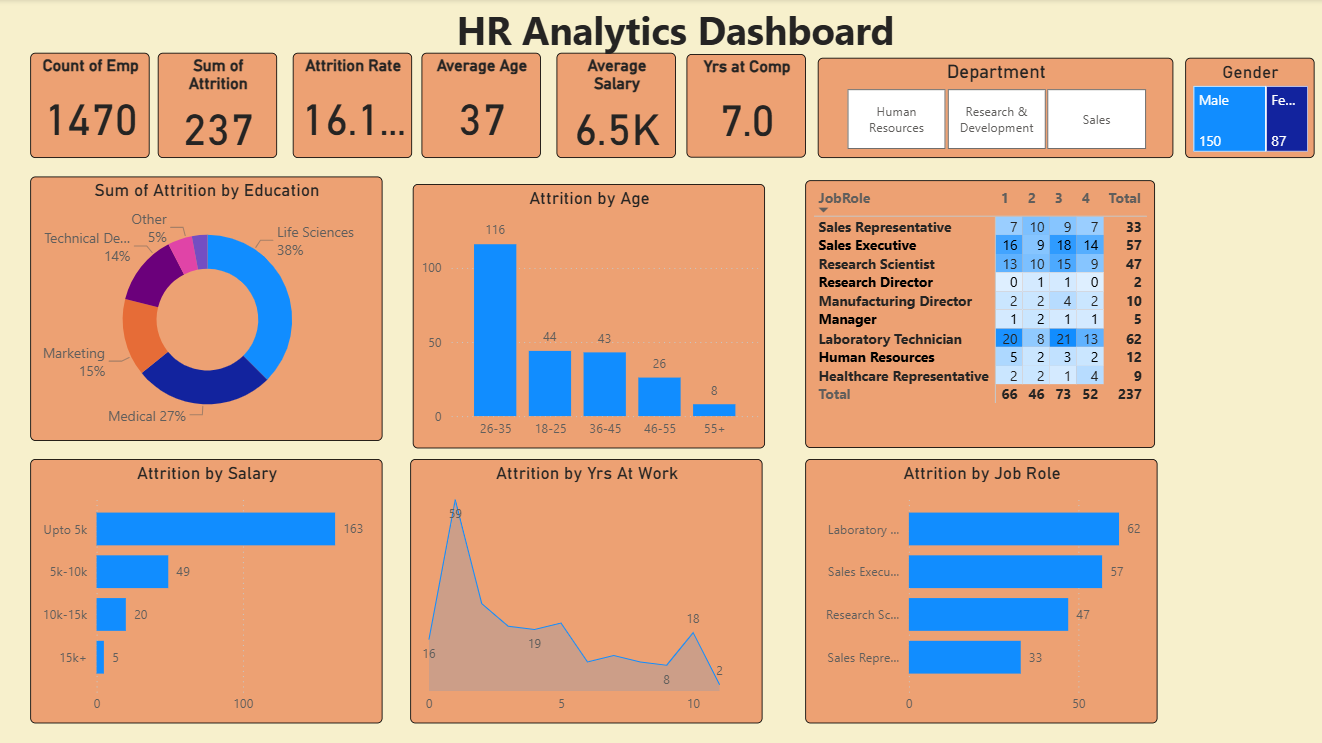 HR Analytics Dashboard
Count of Emp
1470
Sum of
Attrition
237
Attrition Rate
16.1...
Average Age
37
Average
Salary
6.5K
Yrs at Comp
7.0
Department
Human
Resources
Research &
Development
Sales
Gender
Male
150
Fe...
87
Sum of Attrition by Education
Other
5%
Technical De...
14%
Life Sciences
38%
Marketing
15%
Medical 27%
Attrition by Age
116
100
44
43
50
26
8
0
26-35 18-25 36-45 46-55 55+
JobRole 1 2 3 4 Total
Sales Representative 7 10 9 7 33
Sales Executive 16 9 18 14 57
Research Scientist 13 10 15 9 47
Research Director 0 1 1 0 2
Manufacturing Director 2 2 4 2 10
Manager 1 2 1 1 5
Laboratory Technician 20 8 21 13 62
Human Resources 5 2 3 2 12
Healthcare Representative 2 2 1 4 9
Total 66 46 73 52 237
Attrition by Salary
Upto 5k 163
5k-10k 49
10k-15k 20
15k+ 5
0 100
Attrition by Yrs At Work
59
18
19
16
2
8
0 5 10
Attrition by Job Role
Laboratory ... 62
Sales Execu... 57
Research Sc... 47
Sales Repre... 33
0 50